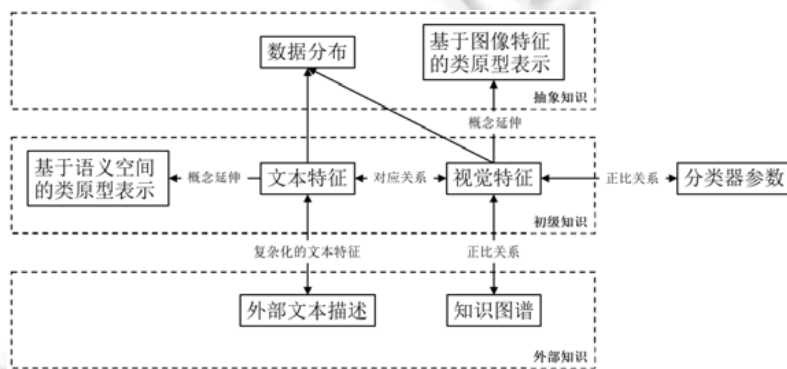 数据分布
基于图像特征
的类原型表示
抽象知识
概念延伸
基于语义空间
的类原型表示
概念延伸
文本特征
对应关系
视觉特征
正比关系
分类器参数
初级知识
复杂化的文本特征
正比关系
外部文本描述
知识图谱
外部知识